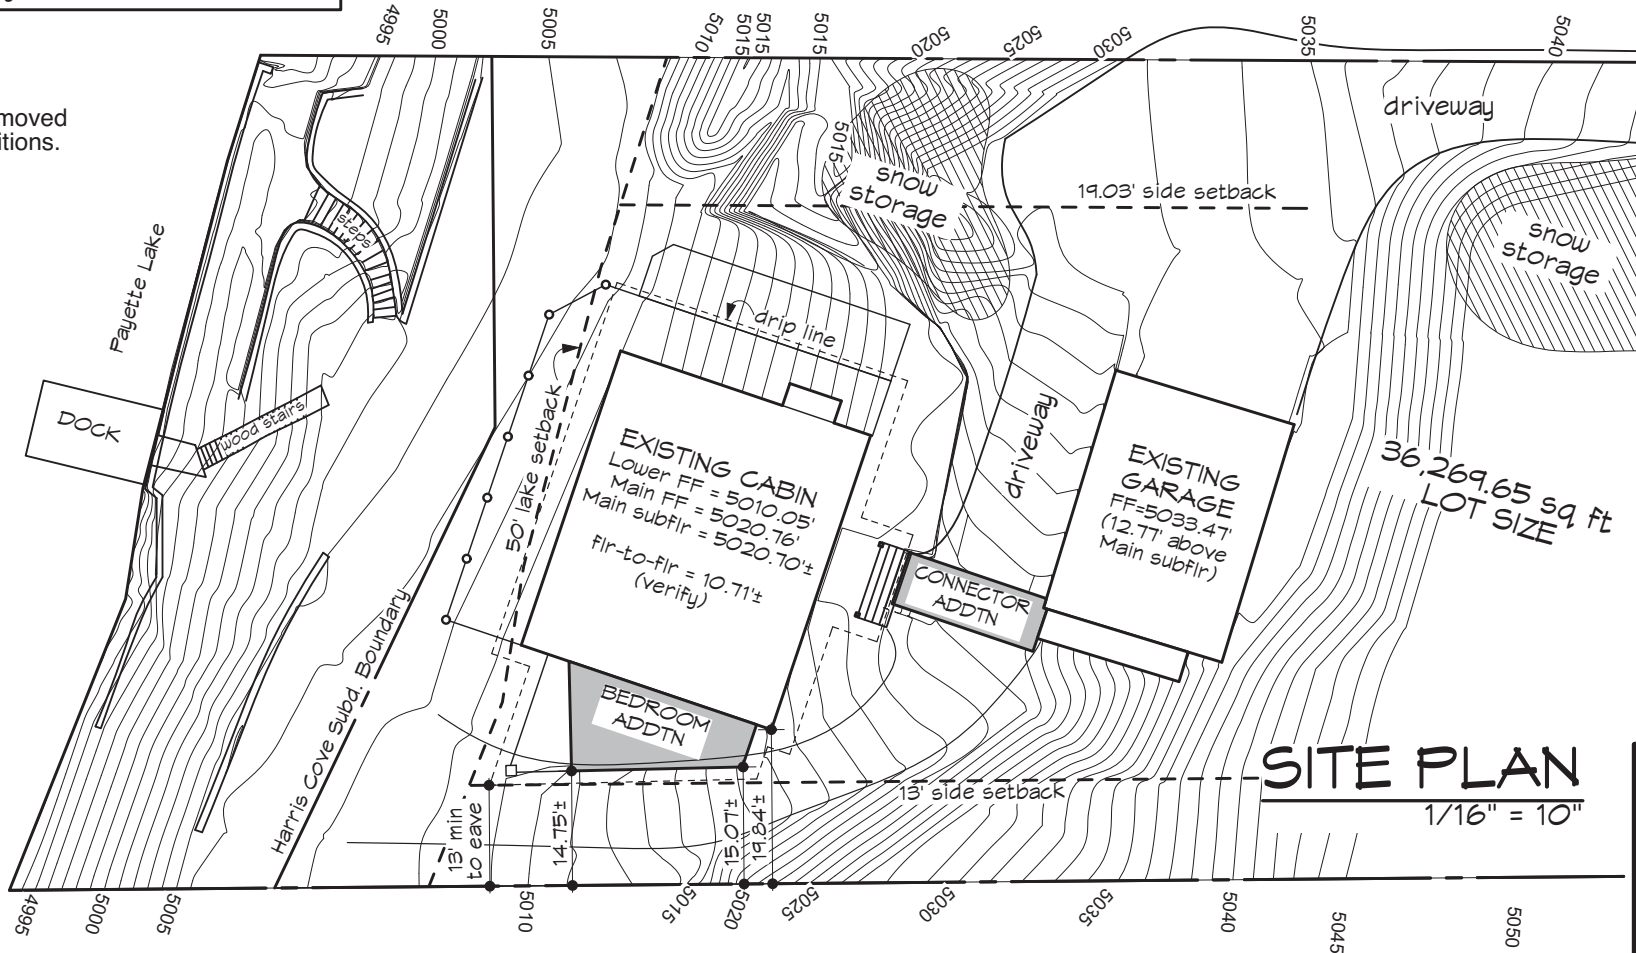 4995
5000
5005
5010
5015
5015
5015
5020
5025
5030
5035
5040
moved
itions.
driveway
5015
snow
storage
19.03' side setback
snow
storage
steps
Payette Lake
drip line
DOCK
wood stairs
50' lake setback
EXISTING CABIN
Lower FF = 5010.05'
Main FF = 5020.76'
Main subflr = 5020.70'±
flr-to-flr = 10.71'±
(verify)
driveway
EXISTING
GARAGE
FF=5033.47'
(12.77' above
Main subflr)
36,269.65 sq ft
LOT SIZE
CONNECTOR
ADDTN
Harris Cove Subd. Boundary
BEDROOM
ADDTN
SITE PLAN
1/16" = 10"
13' side setback
13' min.
to eave
14.75'±
15.07'±
19.84'±
4995
5000
5005
5010
5015
5020
5025
5030
5035
5040
5045
5050